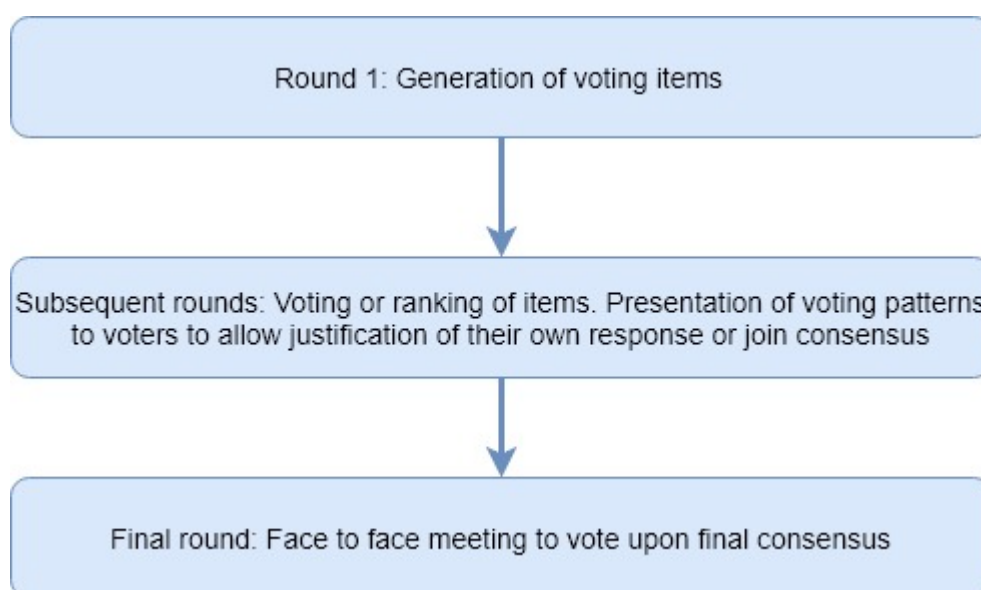 Round 1: Generation of voting items
Subsequent rounds: Voting or ranking of items. Presentation of voting patterns
to voters to allow justification of their own response or join consensus
Final round: Face to face meeting to vote upon final consensus